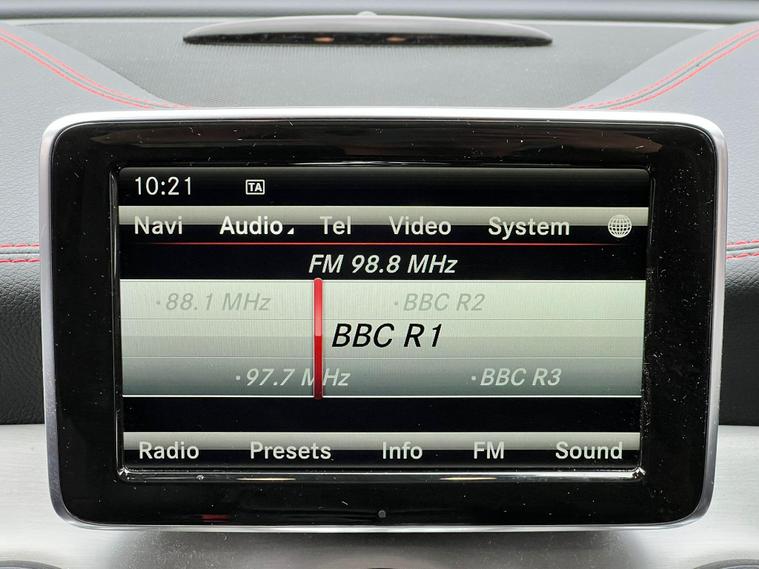 10:21 TA
Navi Audio Tel Video System
FM 98.8 MHz
·88.1 MHz ·BBC R2
BBC R1
·97.7 MHz ·BBC R3
Radio Presets Info FM Sound